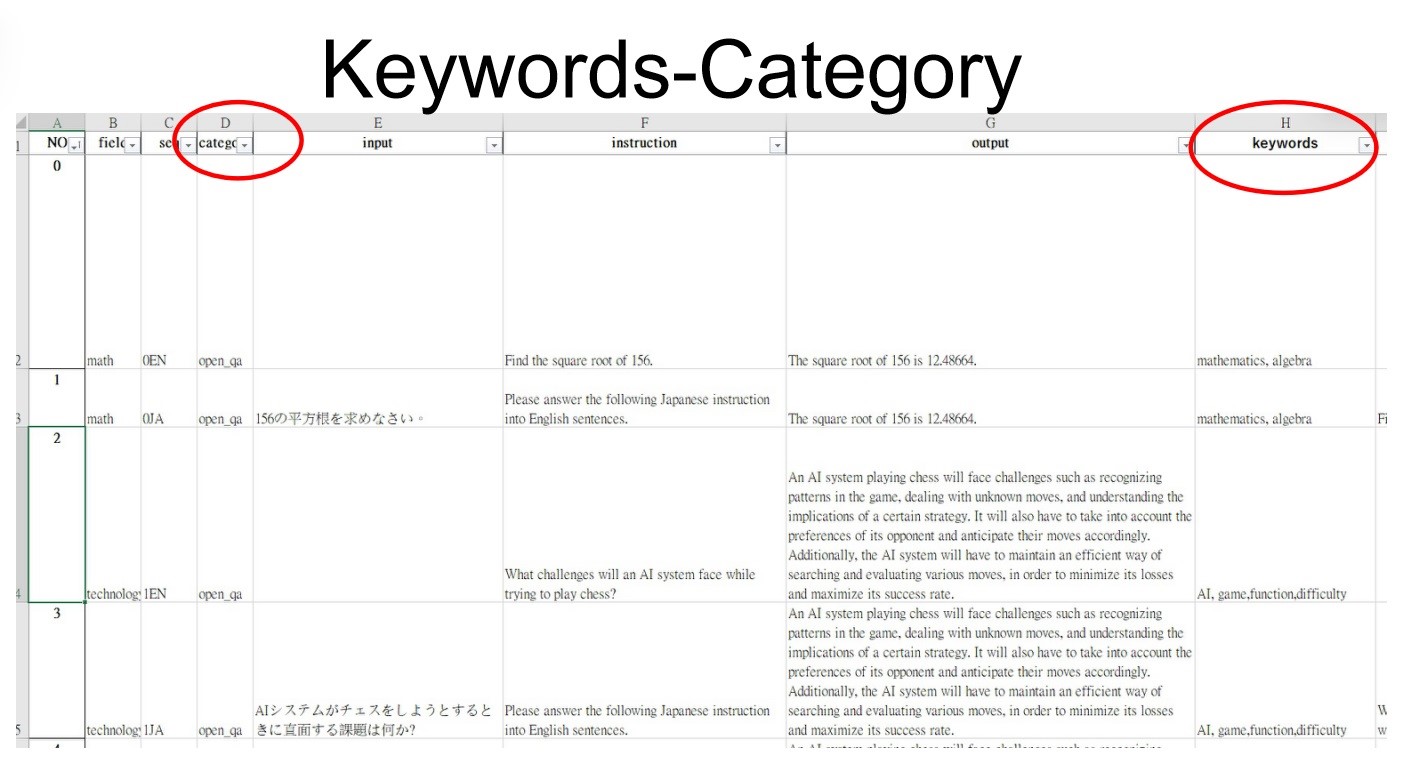 Keywords-Category
A B C D E F G H
1 NO. field se categ input instruction output keywords
0
2 math 0EN open_qa Find the square root of 156. The square root of 156 is 12.48664. mathematics, algebra
1
Please answer the following Japanese instruction
3 math 0JA open_qa 156の平方根を求めなさい。 into English sentences. The square root of 156 is 12.48664. mathematics, algebra Fi
2
An AI system playing chess will face challenges such as recognizing
patterns in the game, dealing with unknown moves, and understanding the
implications of a certain strategy. It will also have to take into account the
preferences of its opponent and anticipate their moves accordingly.
Additionally, the AI system will have to maintain an efficient way of
What challenges will an AI system face while searching and evaluating various moves, in order to minimize its losses
4 technology 1EN open_qa trying to play chess? and maximize its success rate. AI, game,function,difficulty
3 An AI system playing chess will face challenges such as recognizing
patterns in the game, dealing with unknown moves, and understanding the
implications of a certain strategy. It will also have to take into account the
preferences of its opponent and anticipate their moves accordingly.
Additionally, the AI system will have to maintain an efficient way of
AIシステムがチェスをしようとすると Please answer the following Japanese instruction searching and evaluating various moves, in order to minimize its losses W
5 technology 1JA open_qa きに直面する課題は何か? into English sentences. and maximize its success rate. AI, game,function,difficulty w